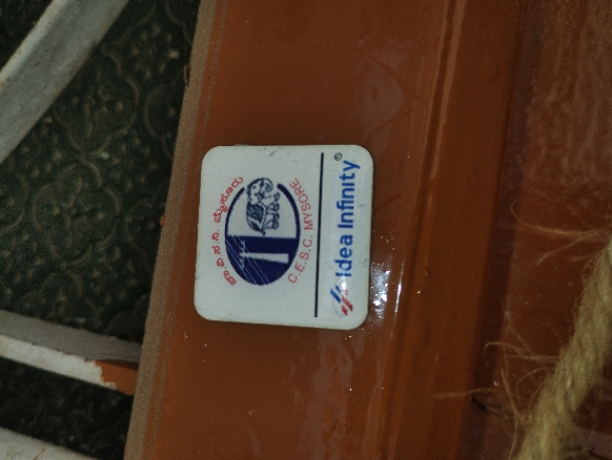 ಚಾ.ವಿ.ಸ.ನಿ. ಮೈಸೂರು
C.E.S.C. MYSORE
Idea Infinity®